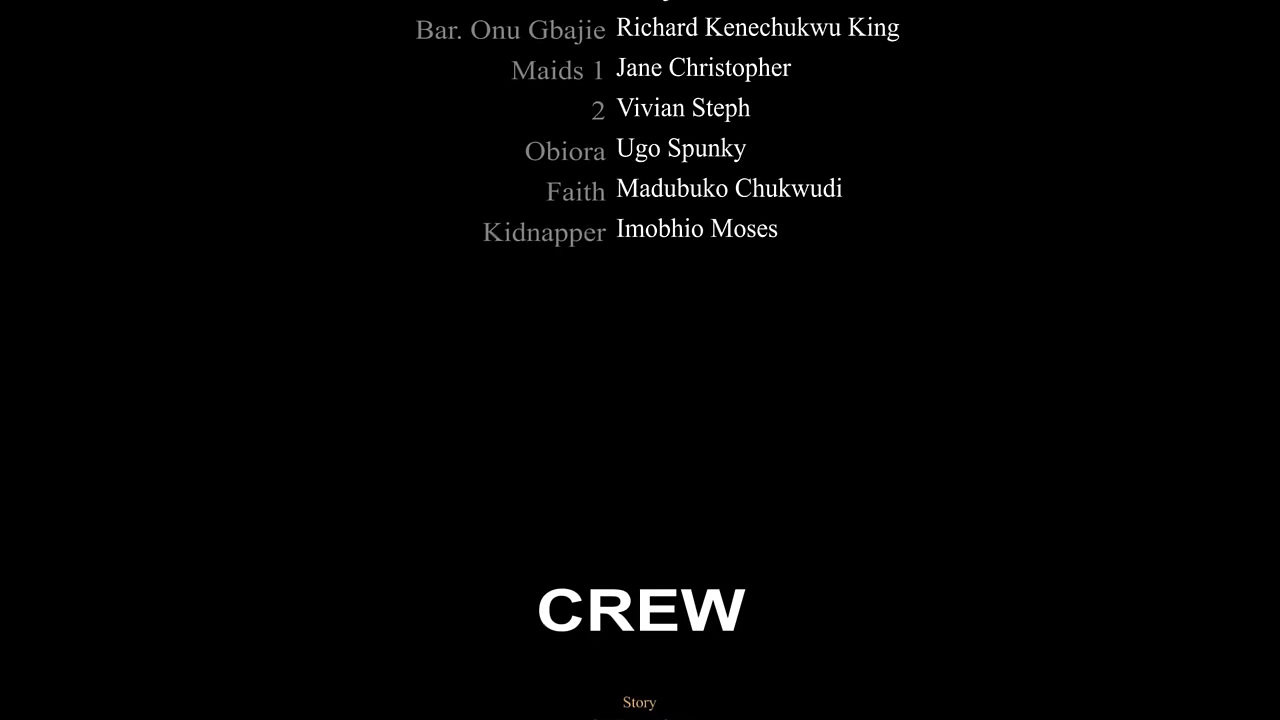 Bar. Onu Gbajie Richard Kenechukwu King
Maids 1 Jane Christopher
2 Vivian Steph
Obiora Ugo Spunky
Faith Madubuko Chukwudi
Kidnapper Imobhio Moses
CREW
Story